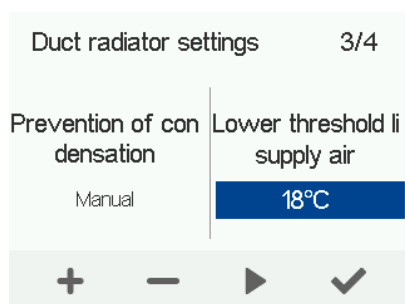 Duct radiator settings 3/4
Prevention of con
densation
Manual
Lower threshold li
supply air
18°C